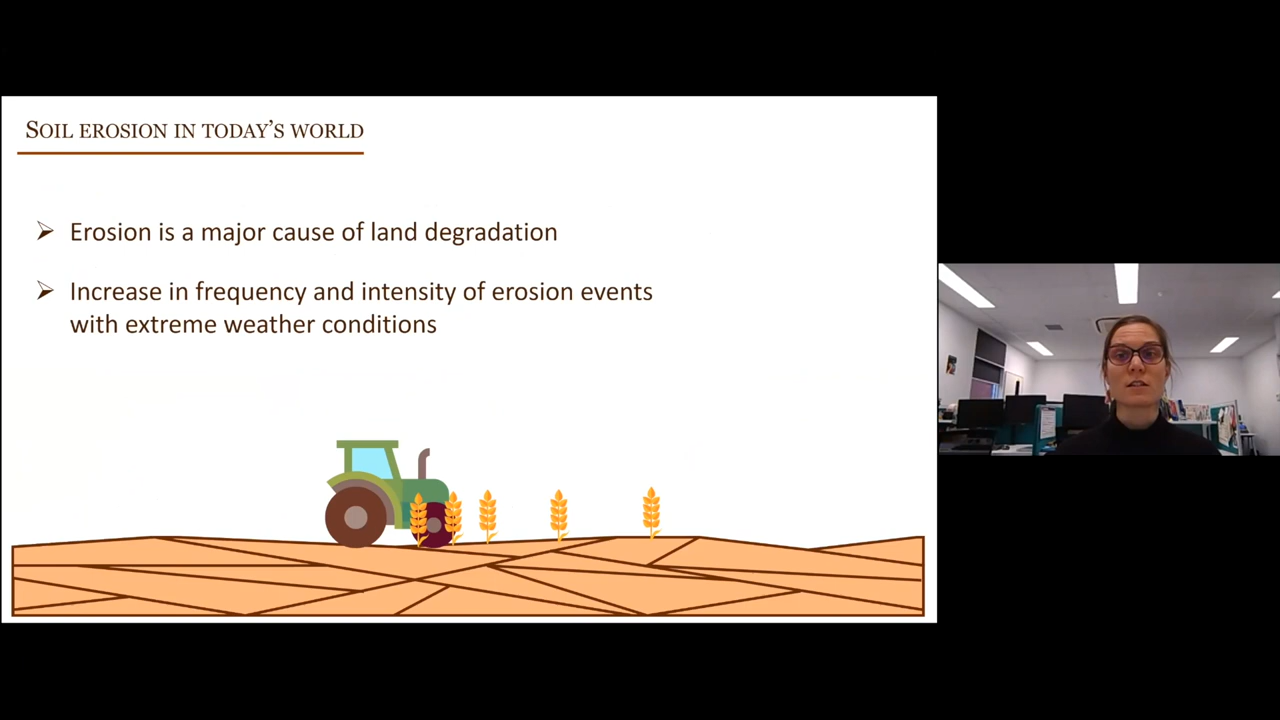 SOIL EROSION IN TODAY'S WORLD
Erosion is a major cause of land degradation
Increase in frequency and intensity of erosion events
with extreme weather conditions